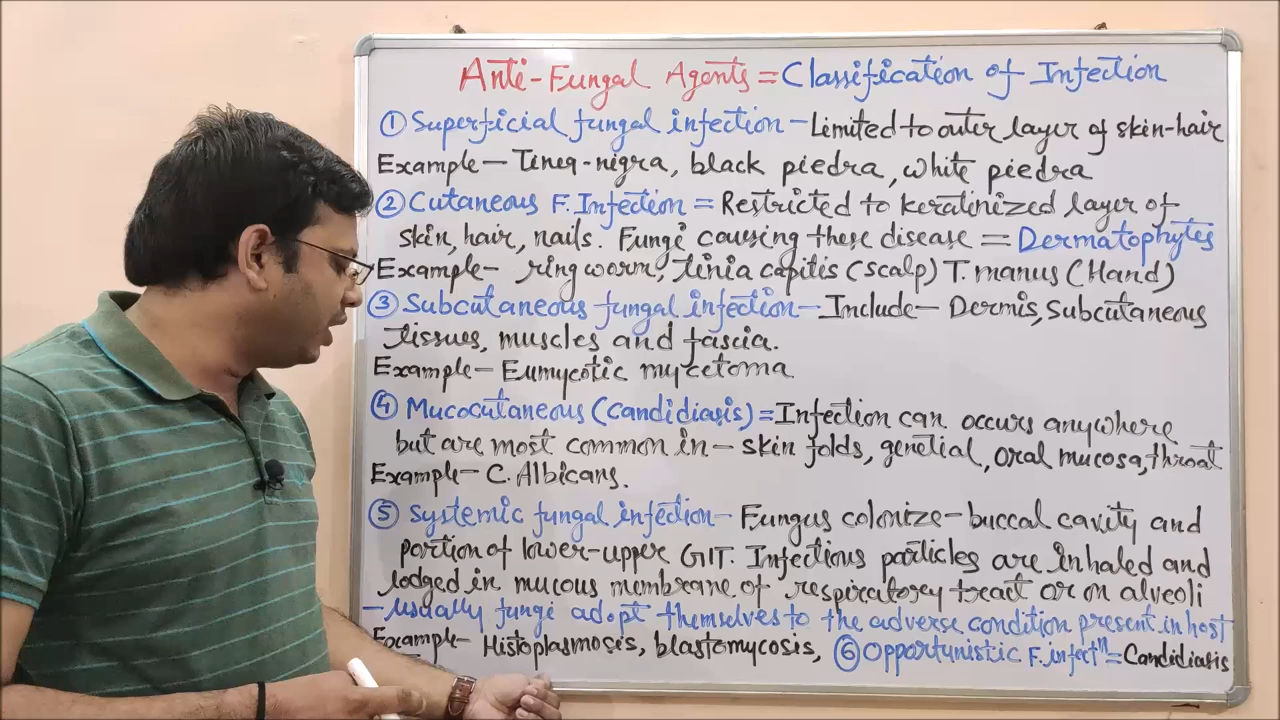 Anti-Fungal Agents = Classification of Infection
① Superficial fungal infection - Limited to outer layer of skin-hair
Example - Tinea-nigra, black piedra, white piedra
② Cutaneous F. Infection = Restricted to keratinized layer of
skin, hair, nails. Fungi causing these disease = Dermatophytes
Example - ring worm, tinia capitis (scalp) T. manus (Hand)
③ Subcutaneous fungal infection - Include - Dermis, Subcutaneous
tissues, muscles and fascia.
Example - Eumycotic mycetoma
④ Mucocutaneous (candidiasis) = Infection can occurs anywhere
but are most common in - skin folds, genetial, oral mucosa, throat
Example - C. Albicans.
⑤ Systemic fungal infection - Fungus colonize - buccal cavity and
portion of lower-upper GIT. Infectious particles are inhaled and
lodged in mucous membrane of respiratory tract or on alveoli
- usually fungi adopt themselves to the adverse condition present in host
Example - Histoplasmosis, blastomycosis, ⑥ Opportunistic F. infectⁿ = Candidiasis